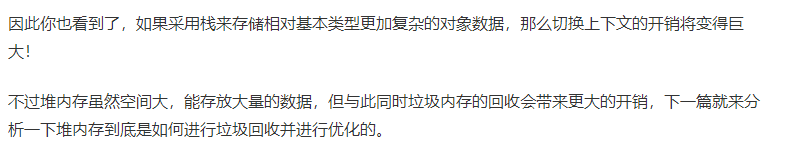 因此你也看到了，如果采用栈来存储相对基本类型更加复杂的对象数据，那么切换上下文的开销将变得巨
大！
不过堆内存虽然空间大，能存放大量的数据，但与此同时垃圾内存的回收会带来更大的开销，下一篇就来分
析一下堆内存到底是如何进行垃圾回收并进行优化的。